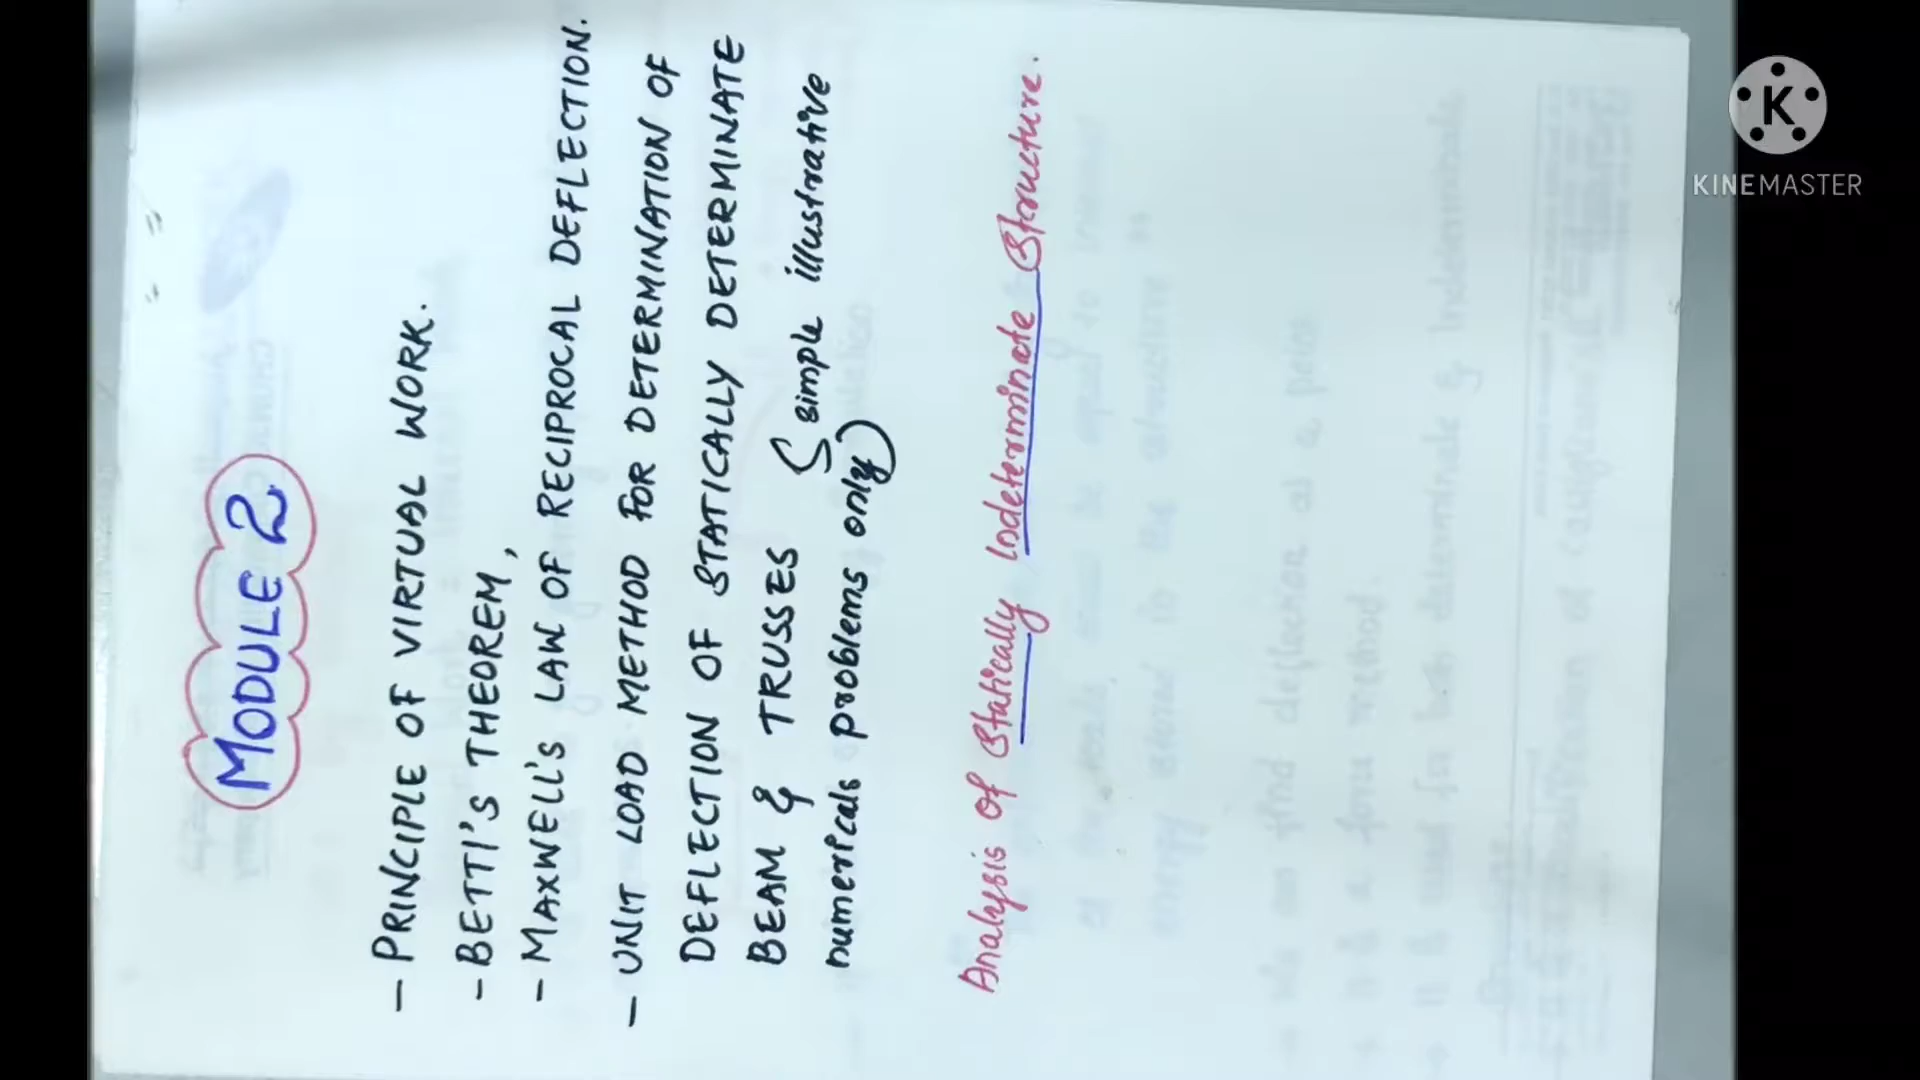 MODULE 2
- PRINCIPLE OF VIRTUAL WORK.
- BETTI'S THEOREM,
- MAXWELL'S LAW OF RECIPROCAL DEFLECTION.
- UNIT LOAD METHOD FOR DETERMINATION OF
DEFLECTION OF STATICALLY DETERMINATE
BEAM & TRUSSES (simple illustrative
numericals problems only)
Analysis of Statically Indeterminate Structure.
KINEMASTER